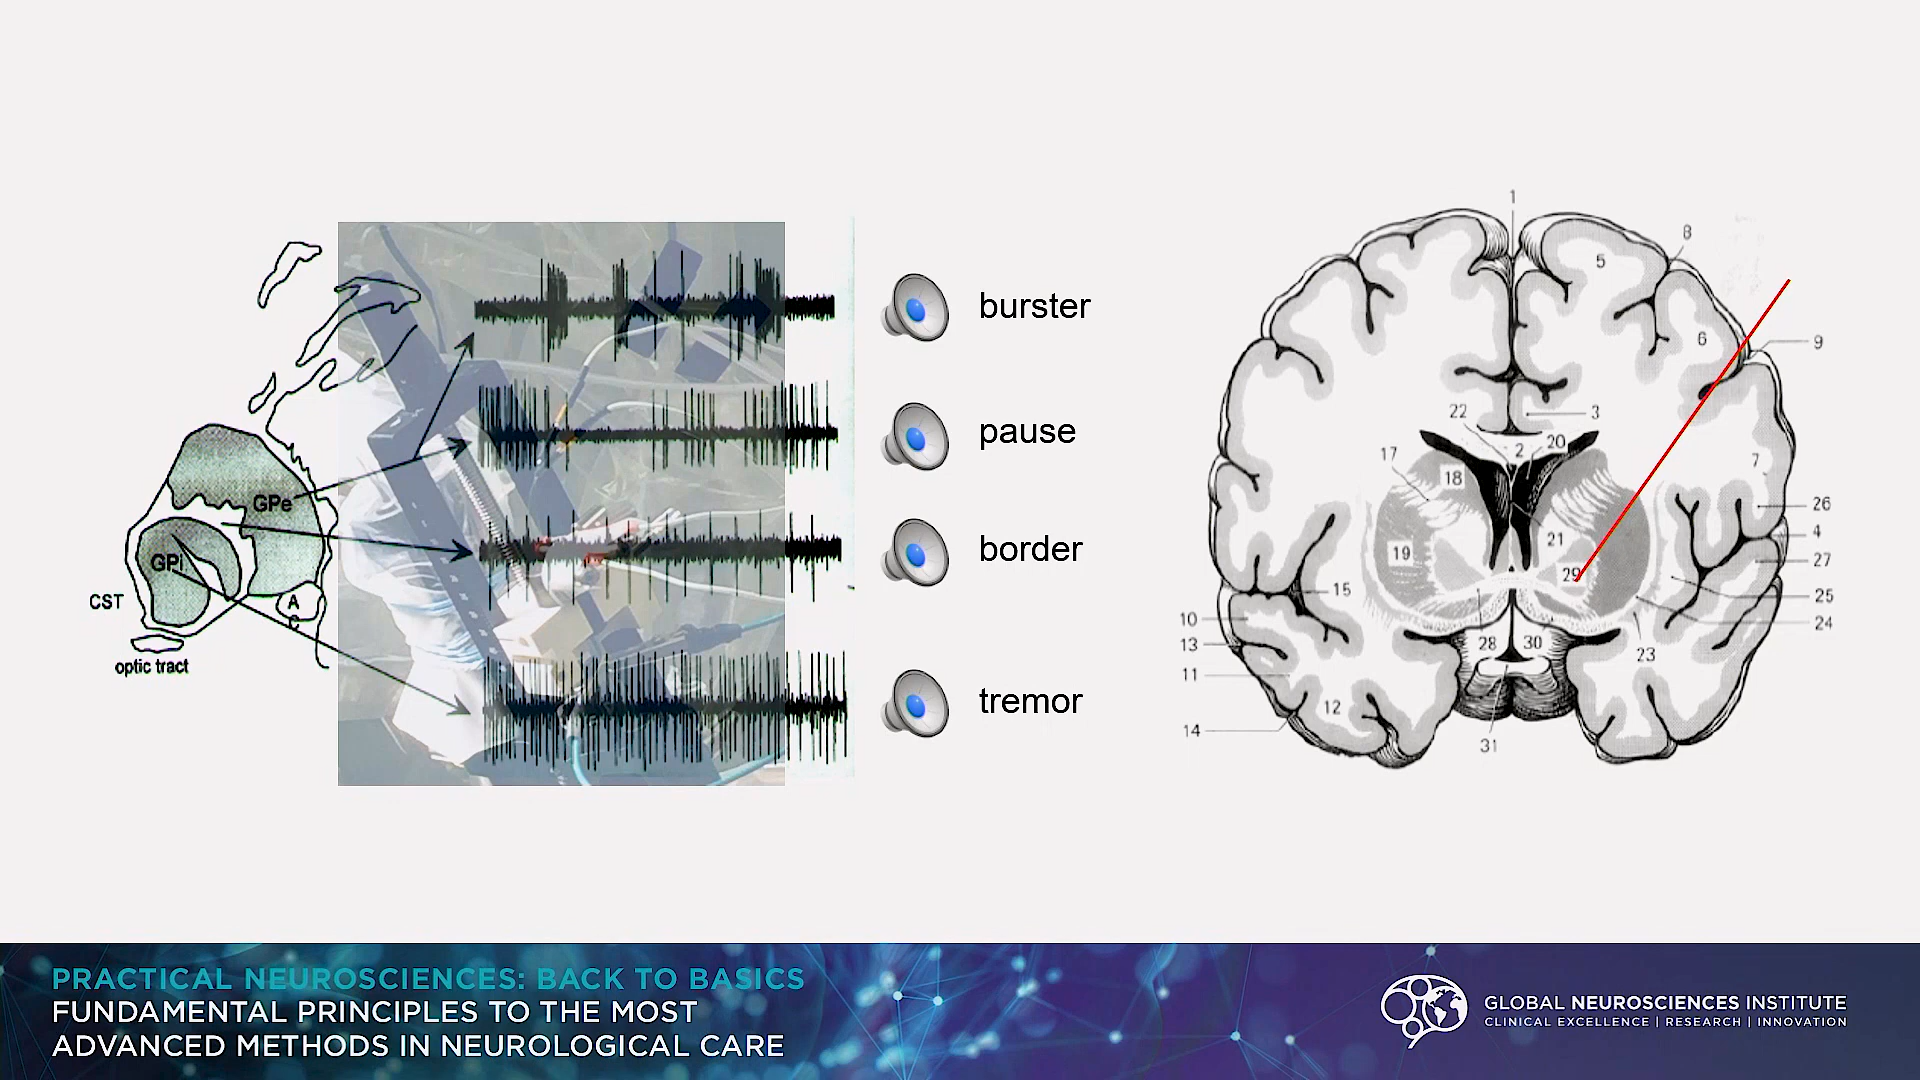 burster
pause
border
tremor
GPe
GPi
CST
A
C
optic tract
1
8
5
6
9
22
3
2
20
17
18
7
26
21
4
19
29
27
15
25
10
24
28
30
13
23
11
12
14
31
PRACTICAL NEUROSCIENCES: BACK TO BASICS
FUNDAMENTAL PRINCIPLES TO THE MOST
ADVANCED METHODS IN NEUROLOGICAL CARE
GLOBAL NEUROSCIENCES INSTITUTE
CLINICAL EXCELLENCE | RESEARCH | INNOVATION